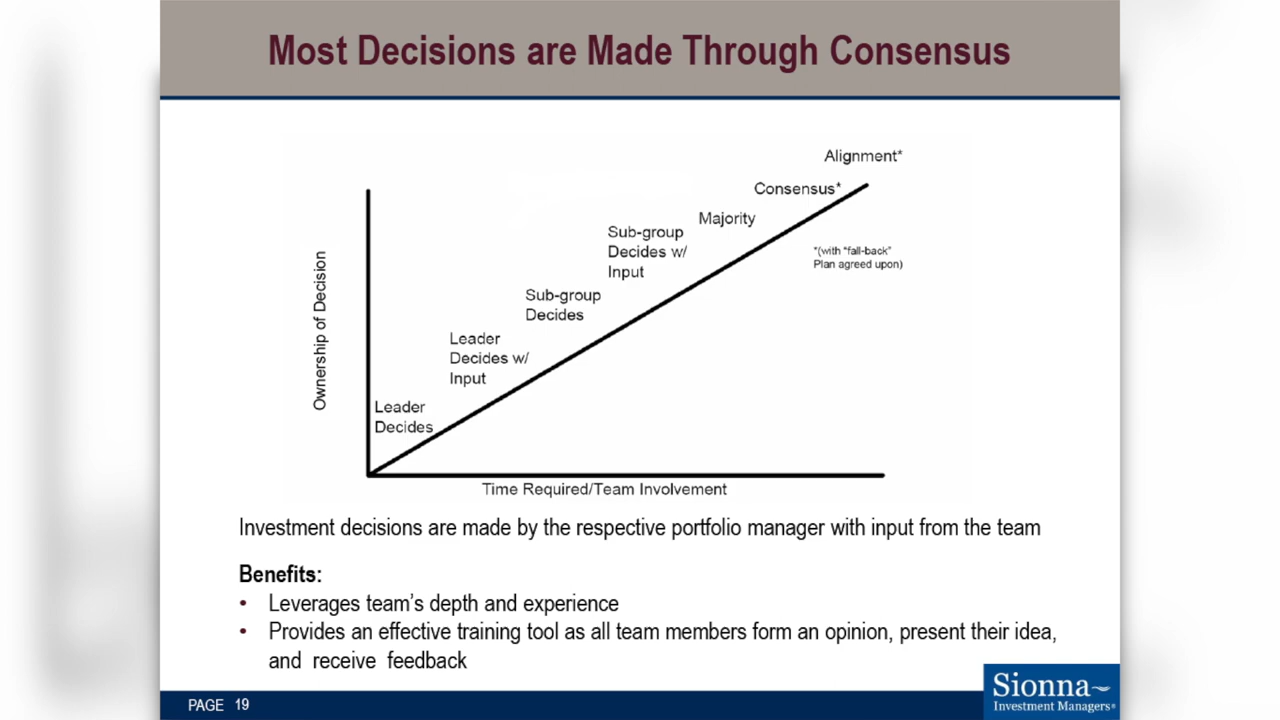 Most Decisions are Made Through Consensus
Alignment*
Consensus*
Majority
Sub-group
Decides w/
Input
*(with "fall-back"
Plan agreed upon)
Sub-group
Decides
Leader
Decides w/
Input
Leader
Decides
Ownership of Decision
Time Required/Team Involvement
Investment decisions are made by the respective portfolio manager with input from the team
Benefits:
• Leverages team's depth and experience
• Provides an effective training tool as all team members form an opinion, present their idea,
and receive feedback
Sionna
Investment Managers®
PAGE 19